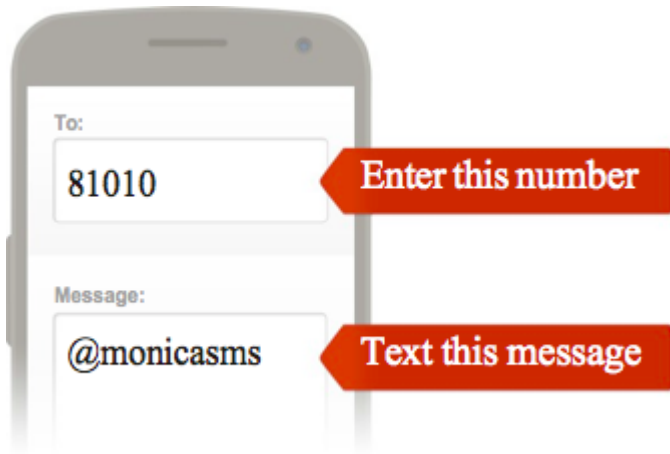 To:
81010
Enter this number
Message:
@monicasms
Text this message